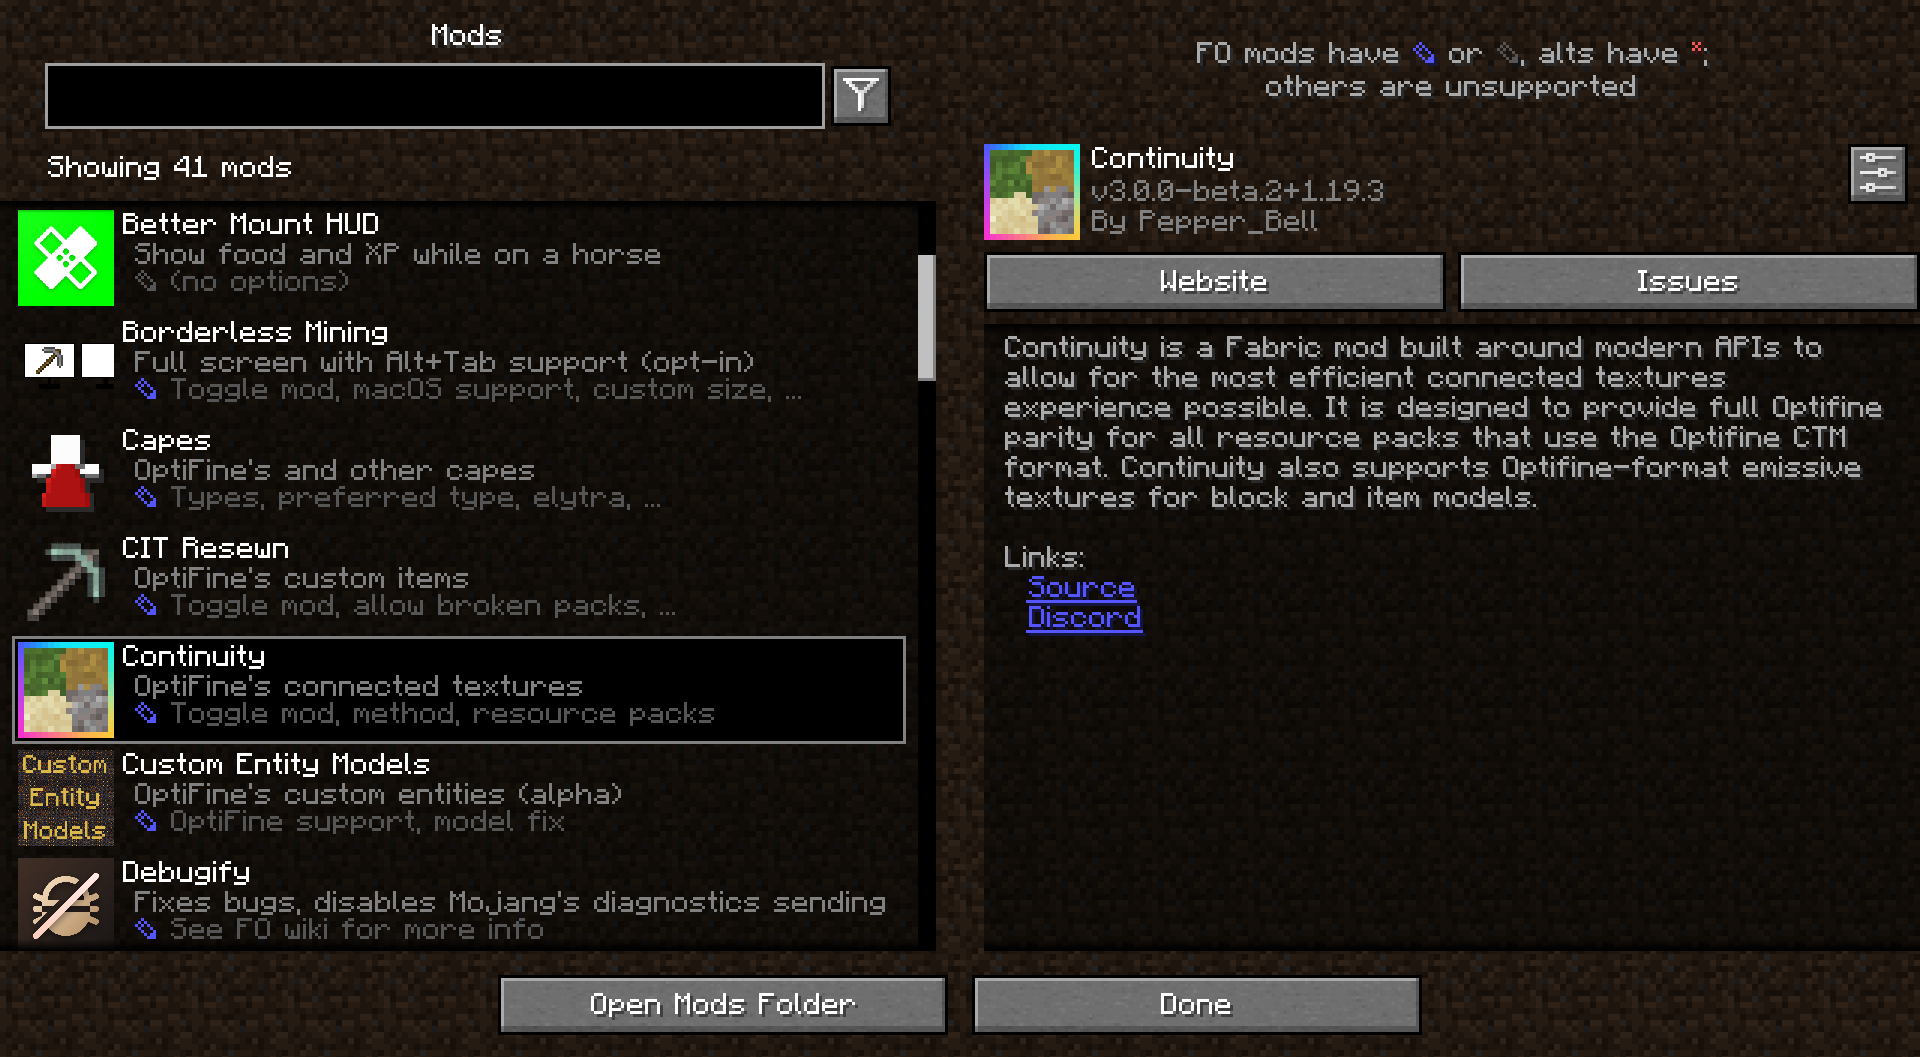 Mods
Showing 41 mods
Better Mount HUD
Show food and XP while on a horse
(no options)
Borderless Mining
Full screen with Alt+Tab support (opt-in)
Toggle mod, macOS support, custom size, ...
Capes
OptiFine's and other capes
Types, preferred type, elytra, ...
CIT Resewn
OptiFine's custom items
Toggle mod, allow broken packs, ...
Continuity
OptiFine's connected textures
Toggle mod, method, resource packs
Custom
Entity
Models
Custom Entity Models
OptiFine's custom entities (alpha)
OptiFine support, model fix
Debugify
Fixes bugs, disables Mojang's diagnostics sending
See FO wiki for more info
FO mods have ✎ or ✎, alts have *;
others are unsupported
Continuity
v3.0.0-beta.2+1.19.3
By Pepper_Bell
Website
Issues
Continuity is a Fabric mod built around modern APIs to
allow for the most efficient connected textures
experience possible. It is designed to provide full Optifine
parity for all resource packs that use the Optifine CTM
format. Continuity also supports Optifine-format emissive
textures for block and item models.
Links:
Source
Discord
Open Mods Folder
Done